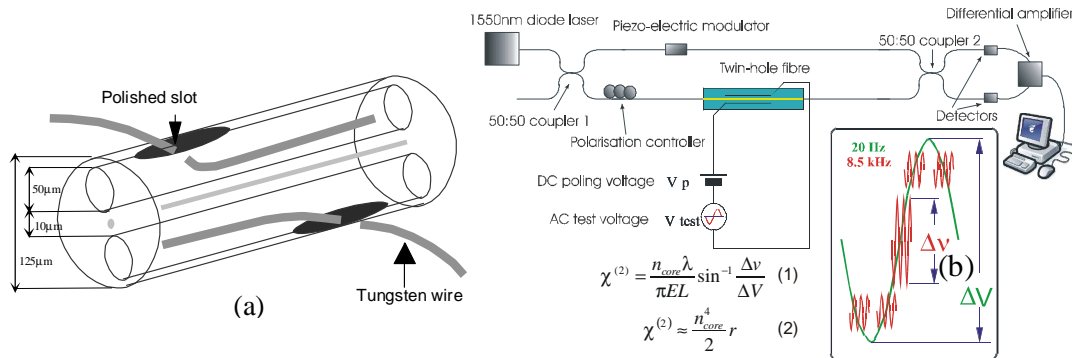 Polished slot
50µm
10µm
125µm
(a)
Tungsten wire
1550nm diode laser
Piezo-electric modulator
Differential amplifier
50:50 coupler 2
Twin-hole fibre
50:50 coupler 1
Polarisation controller
Detectors
DC poling voltage V p
AC test voltage V test
χ⁽²⁾ = n_core λ / πEL sin⁻¹ Δv / ΔV (1)
χ⁽²⁾ ≈ n⁴_core / 2 r (2)
20 Hz
8.5 kHz
Δv
(b)
ΔV